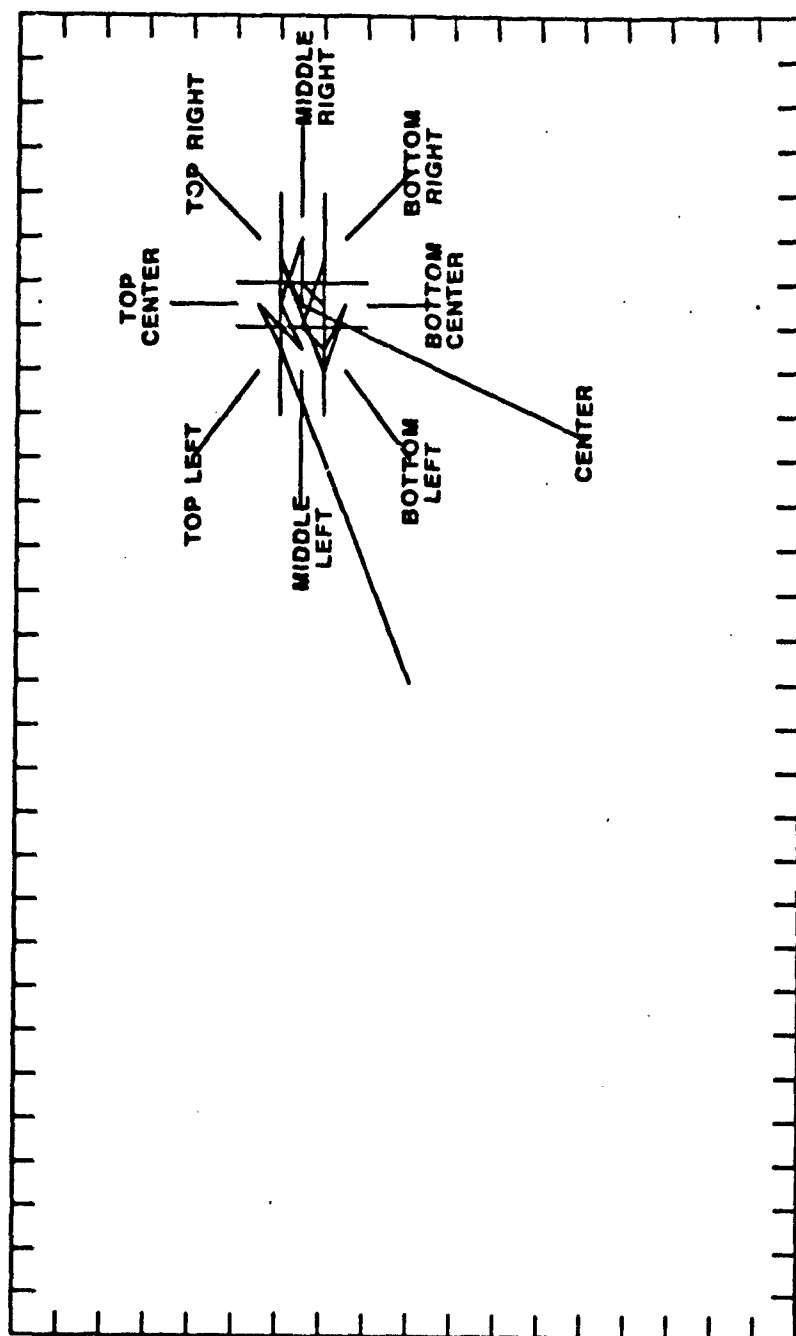 TOP
CENTER
TOP LEFT
TOP RIGHT
MIDDLE
LEFT
MIDDLE
RIGHT
BOTTOM
LEFT
BOTTOM
CENTER
BOTTOM
RIGHT
CENTER